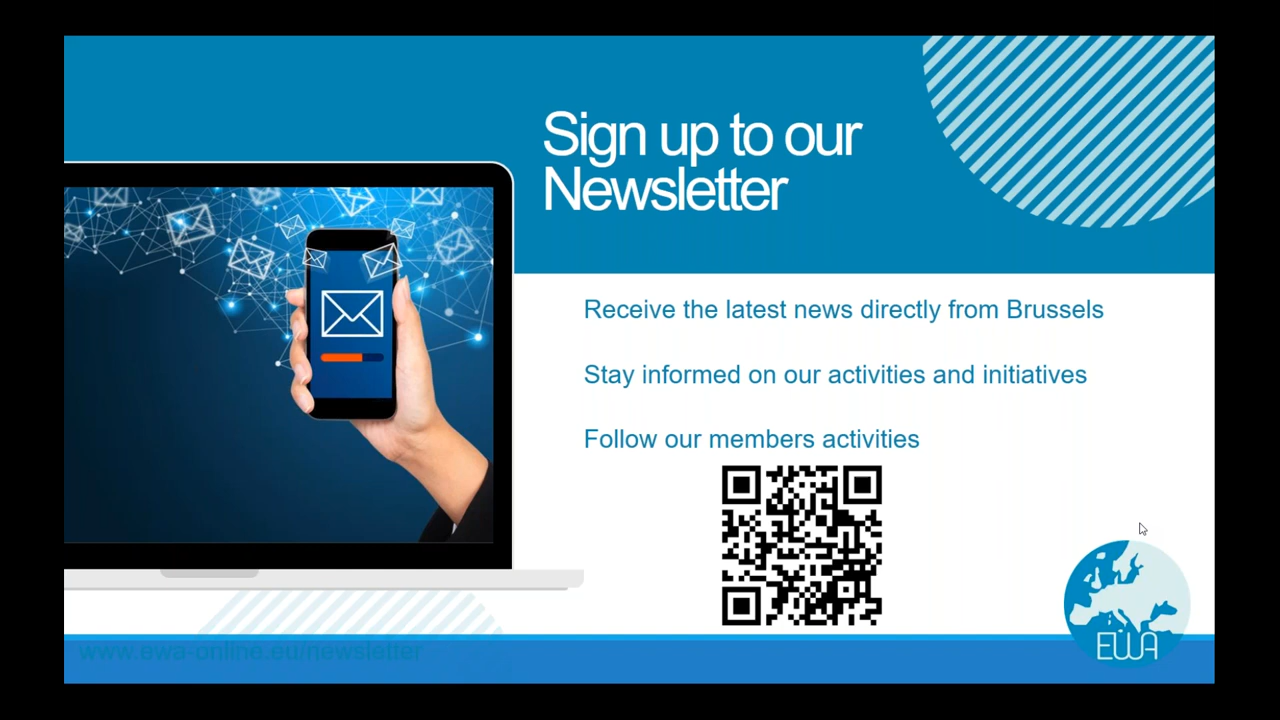 Sign up to our
Newsletter
Receive the latest news directly from Brussels
Stay informed on our activities and initiatives
Follow our members activities
www.ewa-online.eu/newsletter
EWA